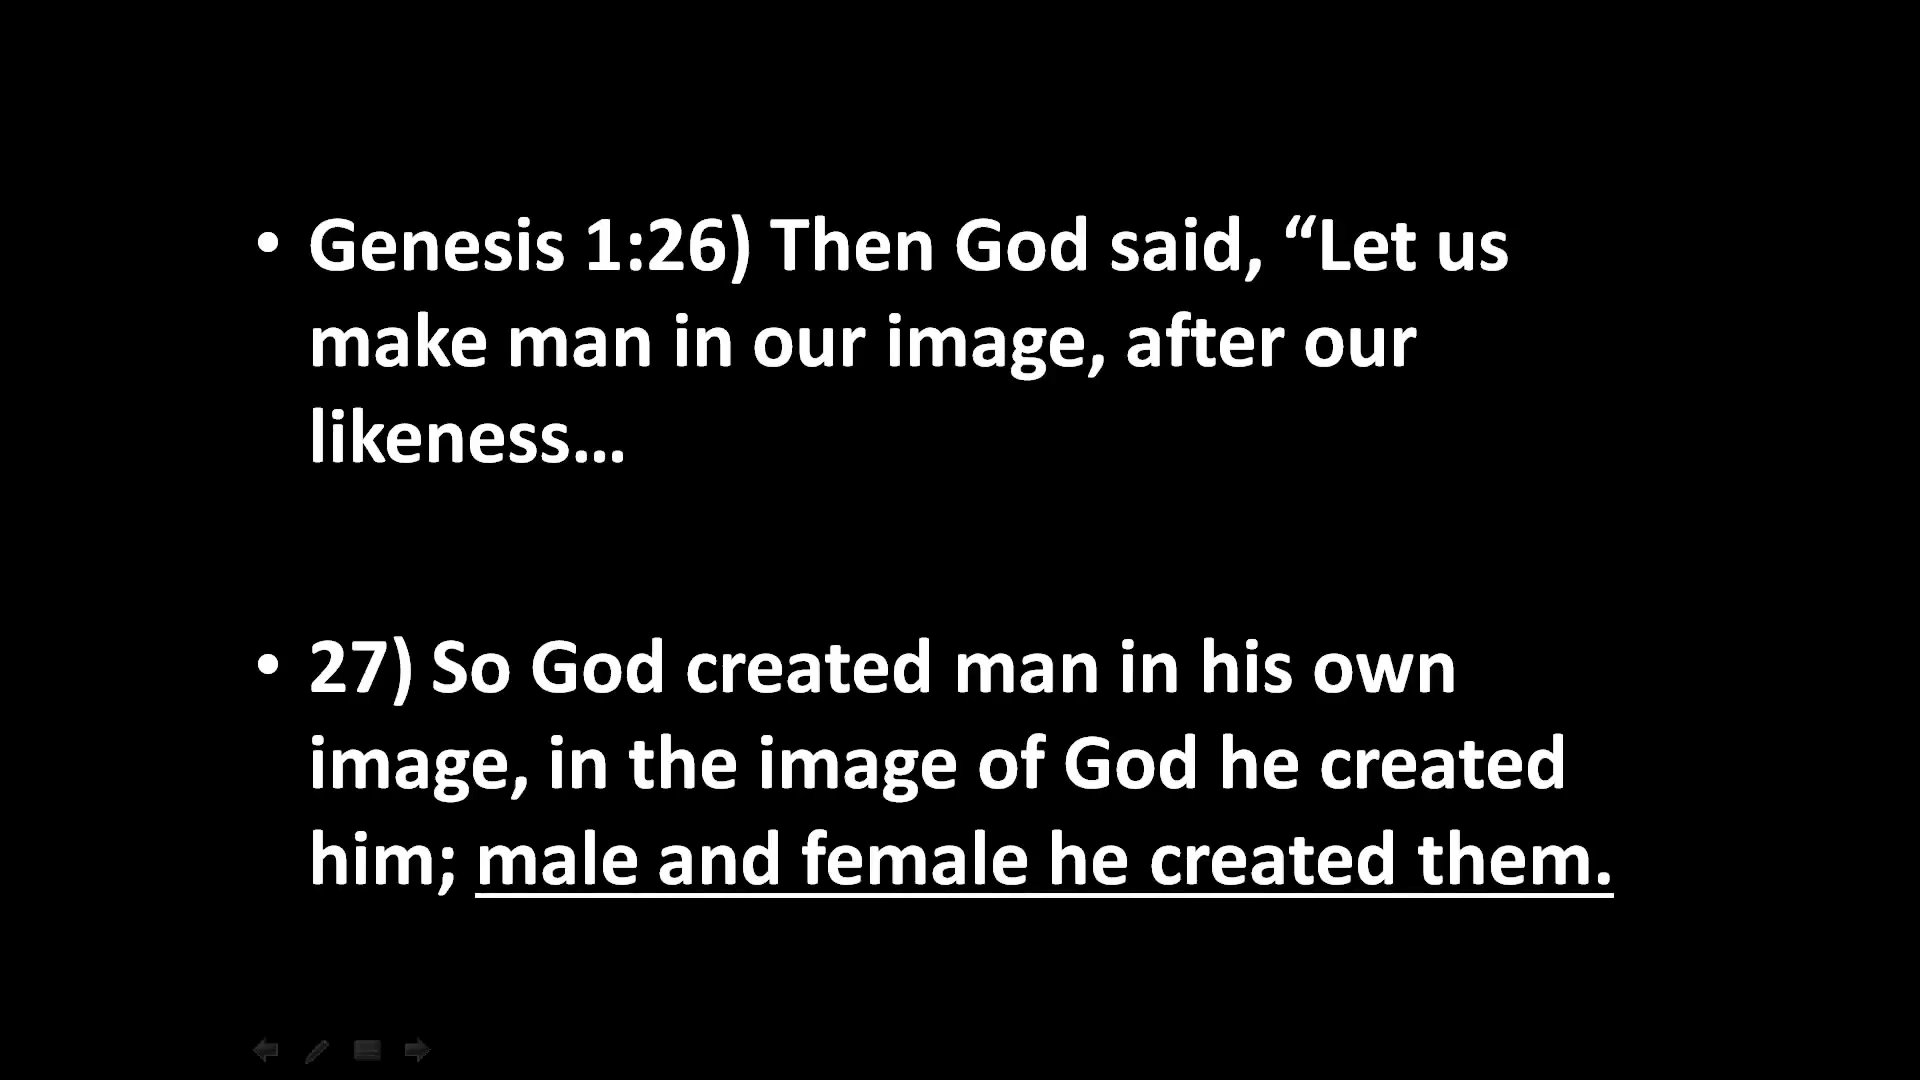 • Genesis 1:26) Then God said, “Let us
make man in our image, after our
likeness…
• 27) So God created man in his own
image, in the image of God he created
him; male and female he created them.